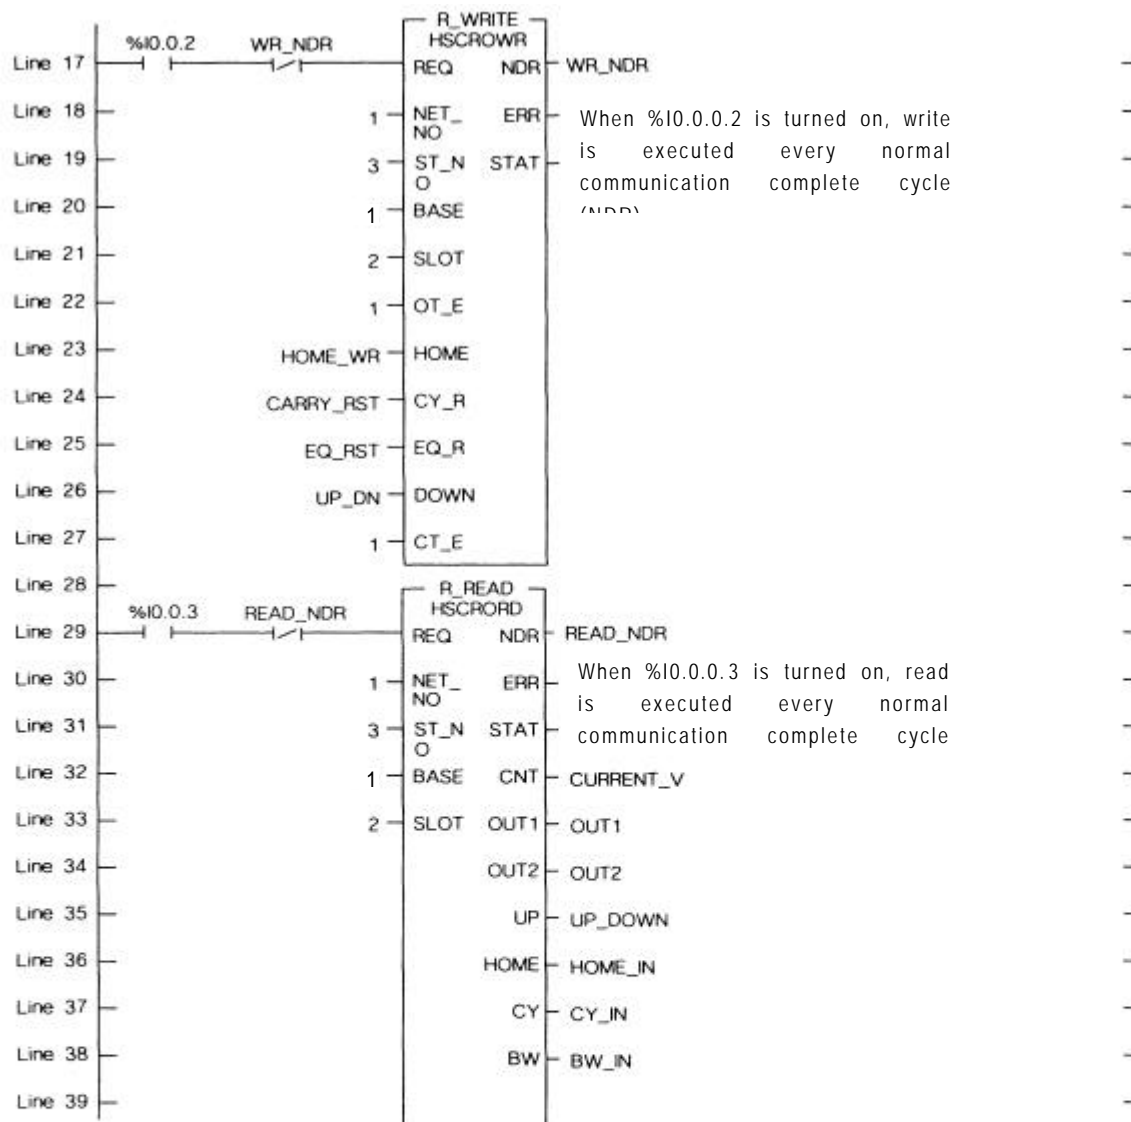 R_WRITE
%I0.0.2 WR_NDR HSCROWR
Line 17 REQ NDR WR_NDR
Line 18 1 NET_NO ERR When %I0.0.0.2 is turned on, write
Line 19 3 ST_NO STAT is executed every normal
communication complete cycle
Line 20 1 BASE (NDR)
Line 21 2 SLOT
Line 22 1 OT_E
Line 23 HOME_WR HOME
Line 24 CARRY_RST CY_R
Line 25 EQ_RST EQ_R
Line 26 UP_DN DOWN
Line 27 1 CT_E
Line 28 R_READ
%I0.0.3 READ_NDR HSCRORD
Line 29 REQ NDR READ_NDR
Line 30 1 NET_NO ERR When %I0.0.0.3 is turned on, read
is executed every normal
Line 31 3 ST_NO STAT communication complete cycle
Line 32 1 BASE CNT CURRENT_V
Line 33 2 SLOT OUT1 OUT1
Line 34 OUT2 OUT2
Line 35 UP UP_DOWN
Line 36 HOME HOME_IN
Line 37 CY CY_IN
Line 38 BW BW_IN
Line 39